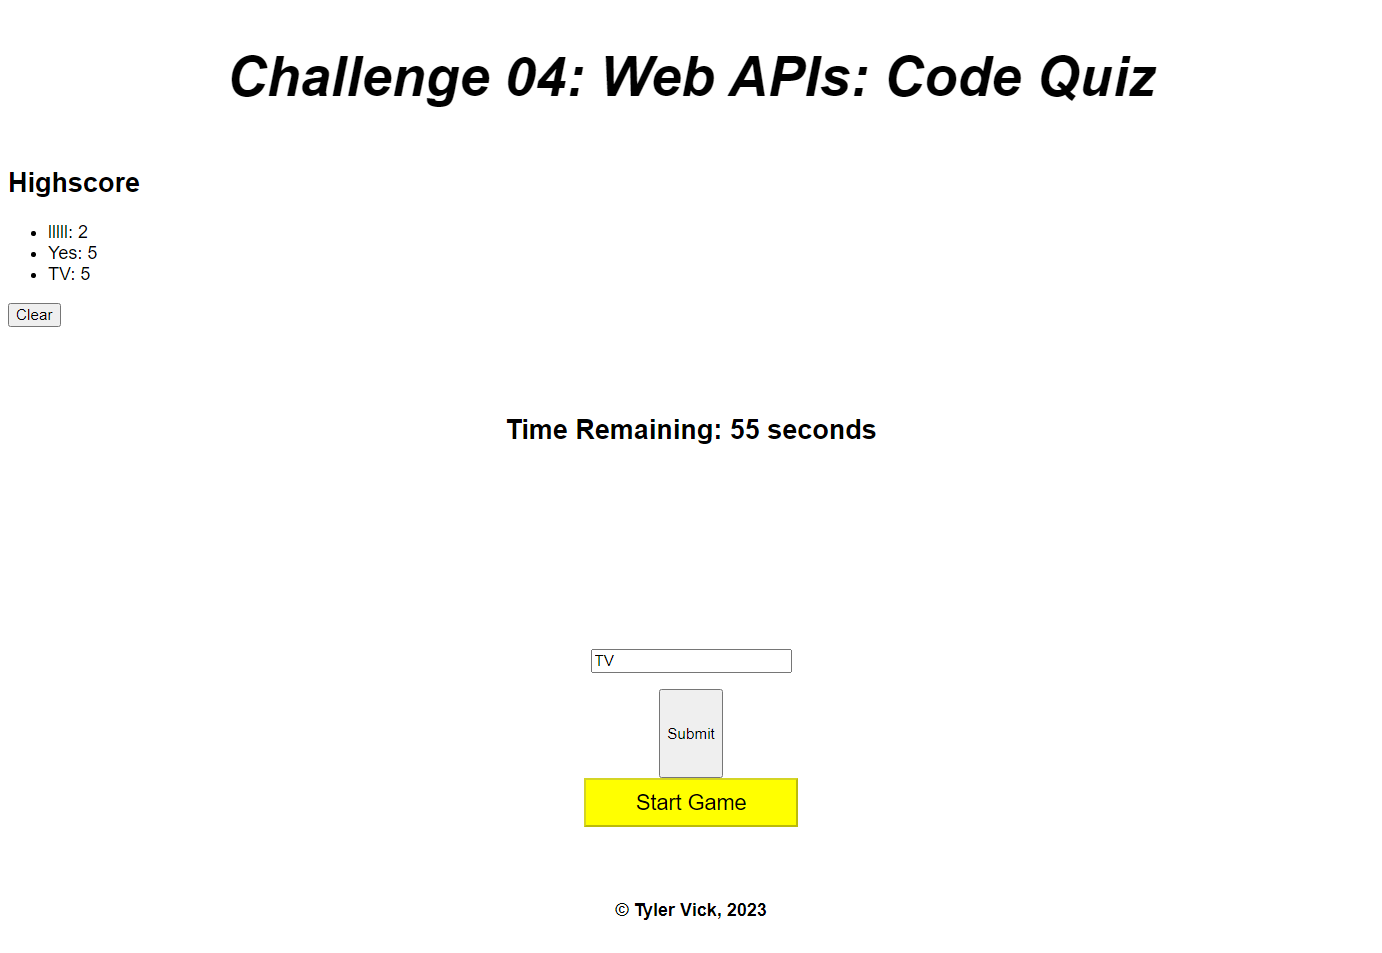 Challenge 04: Web APIs: Code Quiz
Highscore
lllll: 2
Yes: 5
TV: 5
Clear
Time Remaining: 55 seconds
TV
Submit
Start Game
© Tyler Vick, 2023